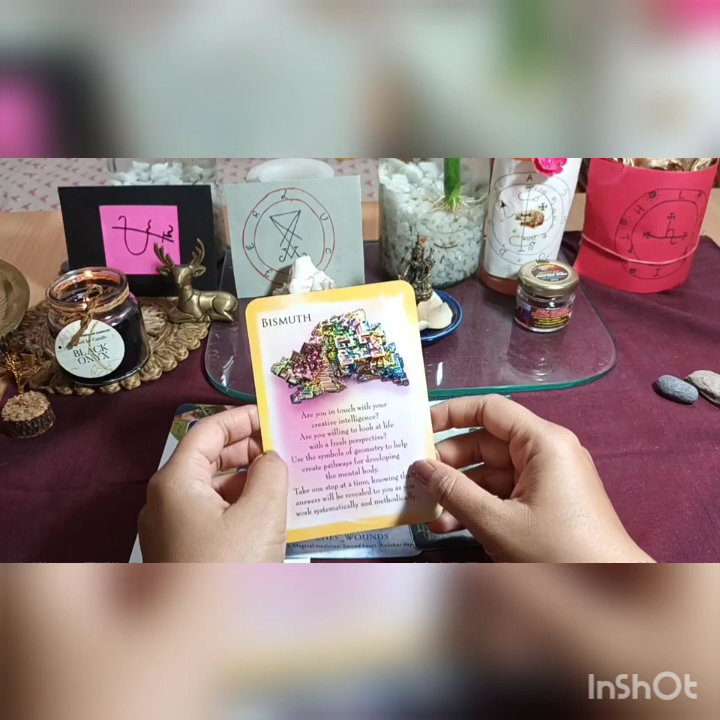 BISMUTH
Are you in touch with your
creative intelligence?
Are you willing to look at life
with a fresh perspective?
Use the symbols of geometry to help
create pathways for developing
the mental body.
Take one step at a time, knowing that
answers will be revealed to you as you
work systematically and methodically
BLACK
ONYX
WOUNDS
InShOt